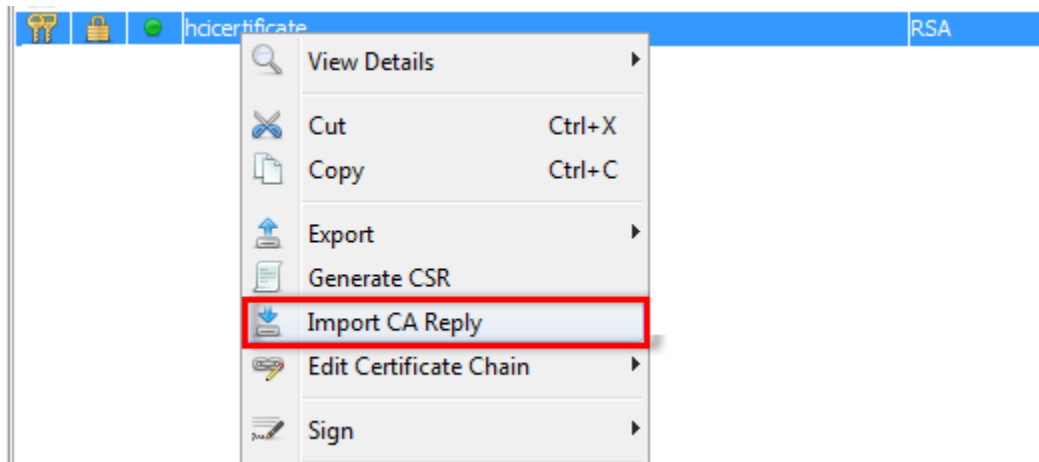 hcicertificate RSA
View Details
Cut Ctrl+X
Copy Ctrl+C
Export
Generate CSR
Import CA Reply
Edit Certificate Chain
Sign